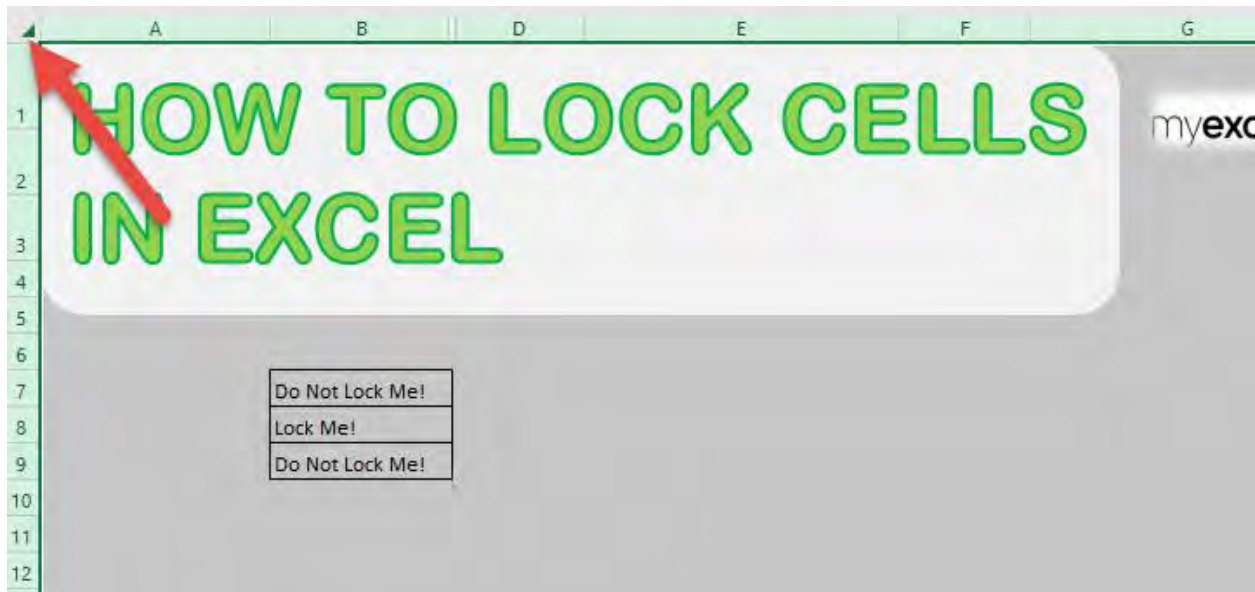 A B D E F G
1
HOW TO LOCK CELLS
myexc
2
IN EXCEL
3
4
5
6
7 Do Not Lock Me!
8 Lock Me!
9 Do Not Lock Me!
10
11
12